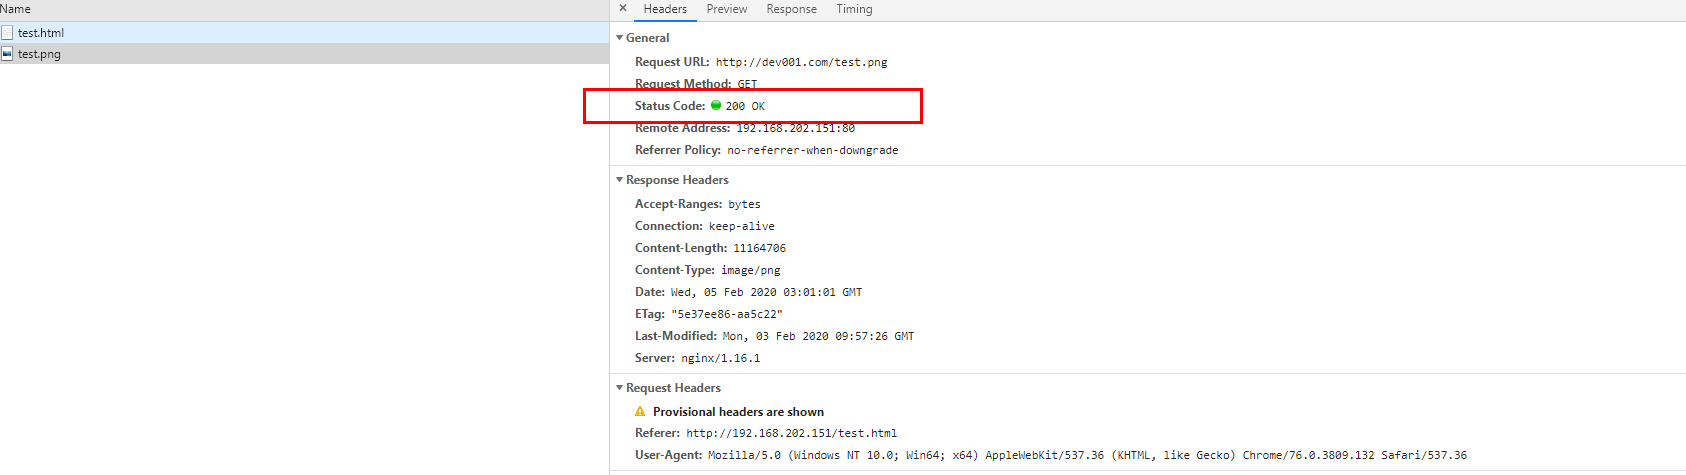 Name
test.html
test.png
× Headers Preview Response Timing
General
Request URL: http://dev001.com/test.png
Request Method: GET
Status Code: 200 OK
Remote Address: 192.168.202.151:80
Referrer Policy: no-referrer-when-downgrade
Response Headers
Accept-Ranges: bytes
Connection: keep-alive
Content-Length: 11164706
Content-Type: image/png
Date: Wed, 05 Feb 2020 03:01:01 GMT
ETag: "5e37ee86-aa5c22"
Last-Modified: Mon, 03 Feb 2020 09:57:26 GMT
Server: nginx/1.16.1
Request Headers
Provisional headers are shown
Referer: http://192.168.202.151/test.html
User-Agent: Mozilla/5.0 (Windows NT 10.0; Win64; x64) AppleWebKit/537.36 (KHTML, like Gecko) Chrome/76.0.3809.132 Safari/537.36